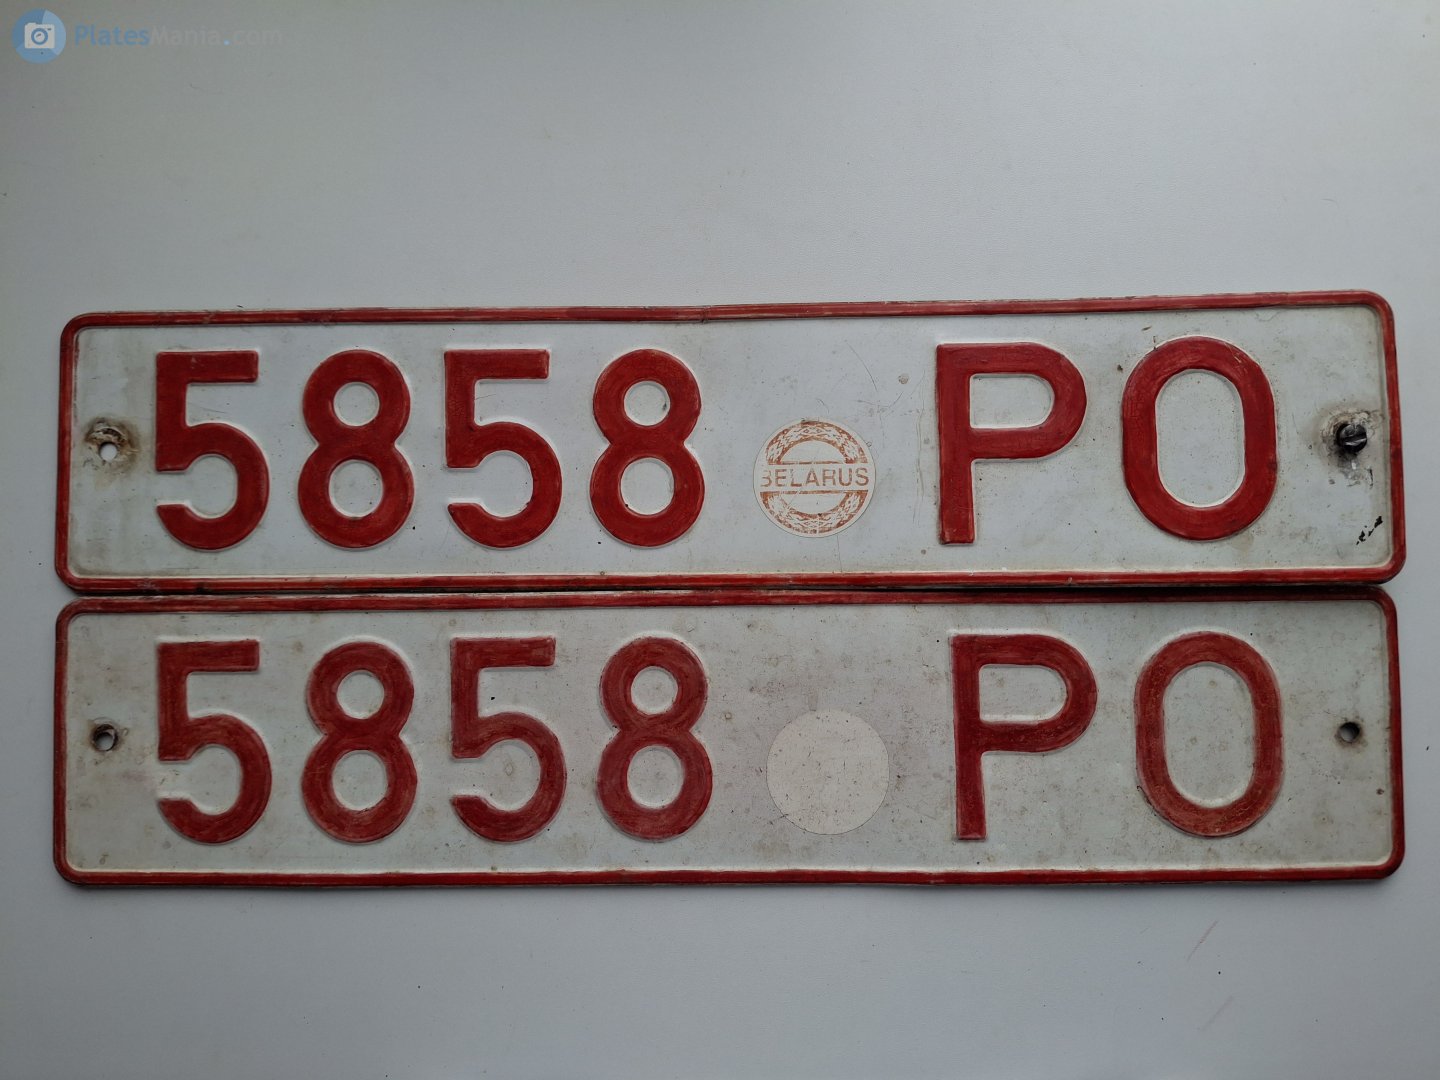 PlatesMania.com
5858 PO
BELARUS
5858 PO